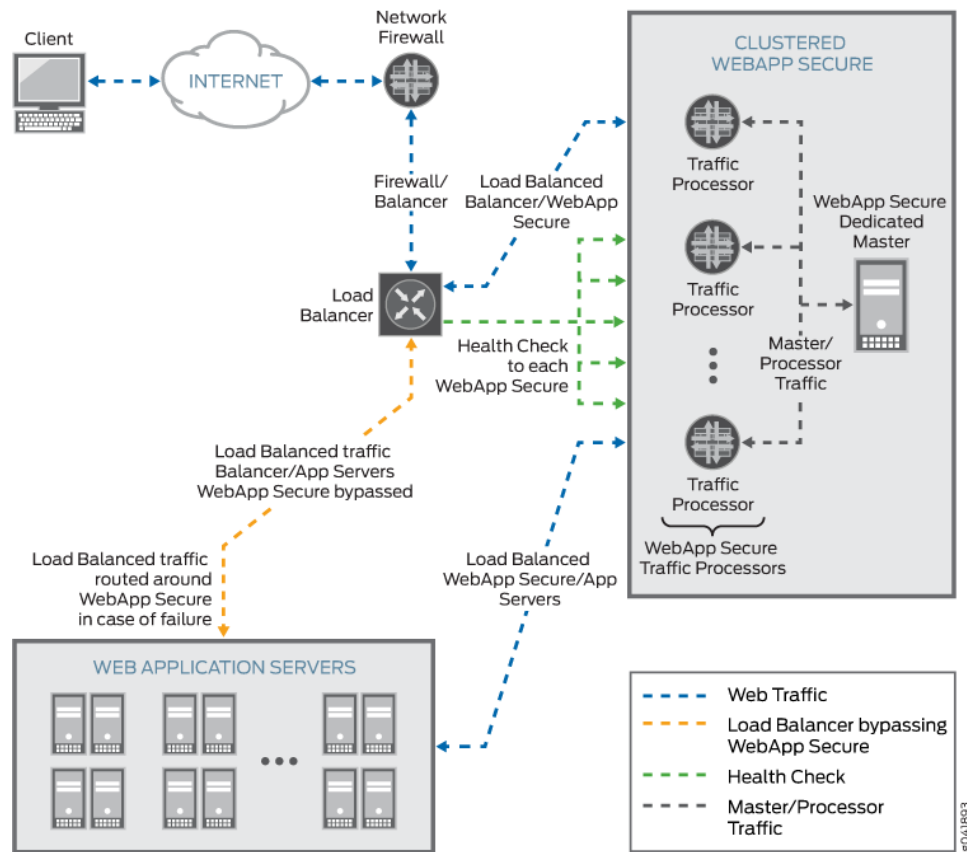 Client
INTERNET
Network
Firewall
CLUSTERED
WEBAPP SECURE
Firewall/
Balancer
Load Balanced
Balancer/WebApp
Secure
Traffic
Processor
WebApp Secure
Dedicated
Master
Traffic
Processor
Load
Balancer
Health Check
to each
WebApp Secure
Master/
Processor
Traffic
Load Balanced traffic
Balancer/App Servers
WebApp Secure bypassed
Traffic
Processor
WebApp Secure
Traffic Processors
Load Balanced traffic
routed around
WebApp Secure
in case of failure
Load Balanced
WebApp Secure/App
Servers
WEB APPLICATION SERVERS
Web Traffic
Load Balancer bypassing
WebApp Secure
Health Check
Master/Processor
Traffic
g041893